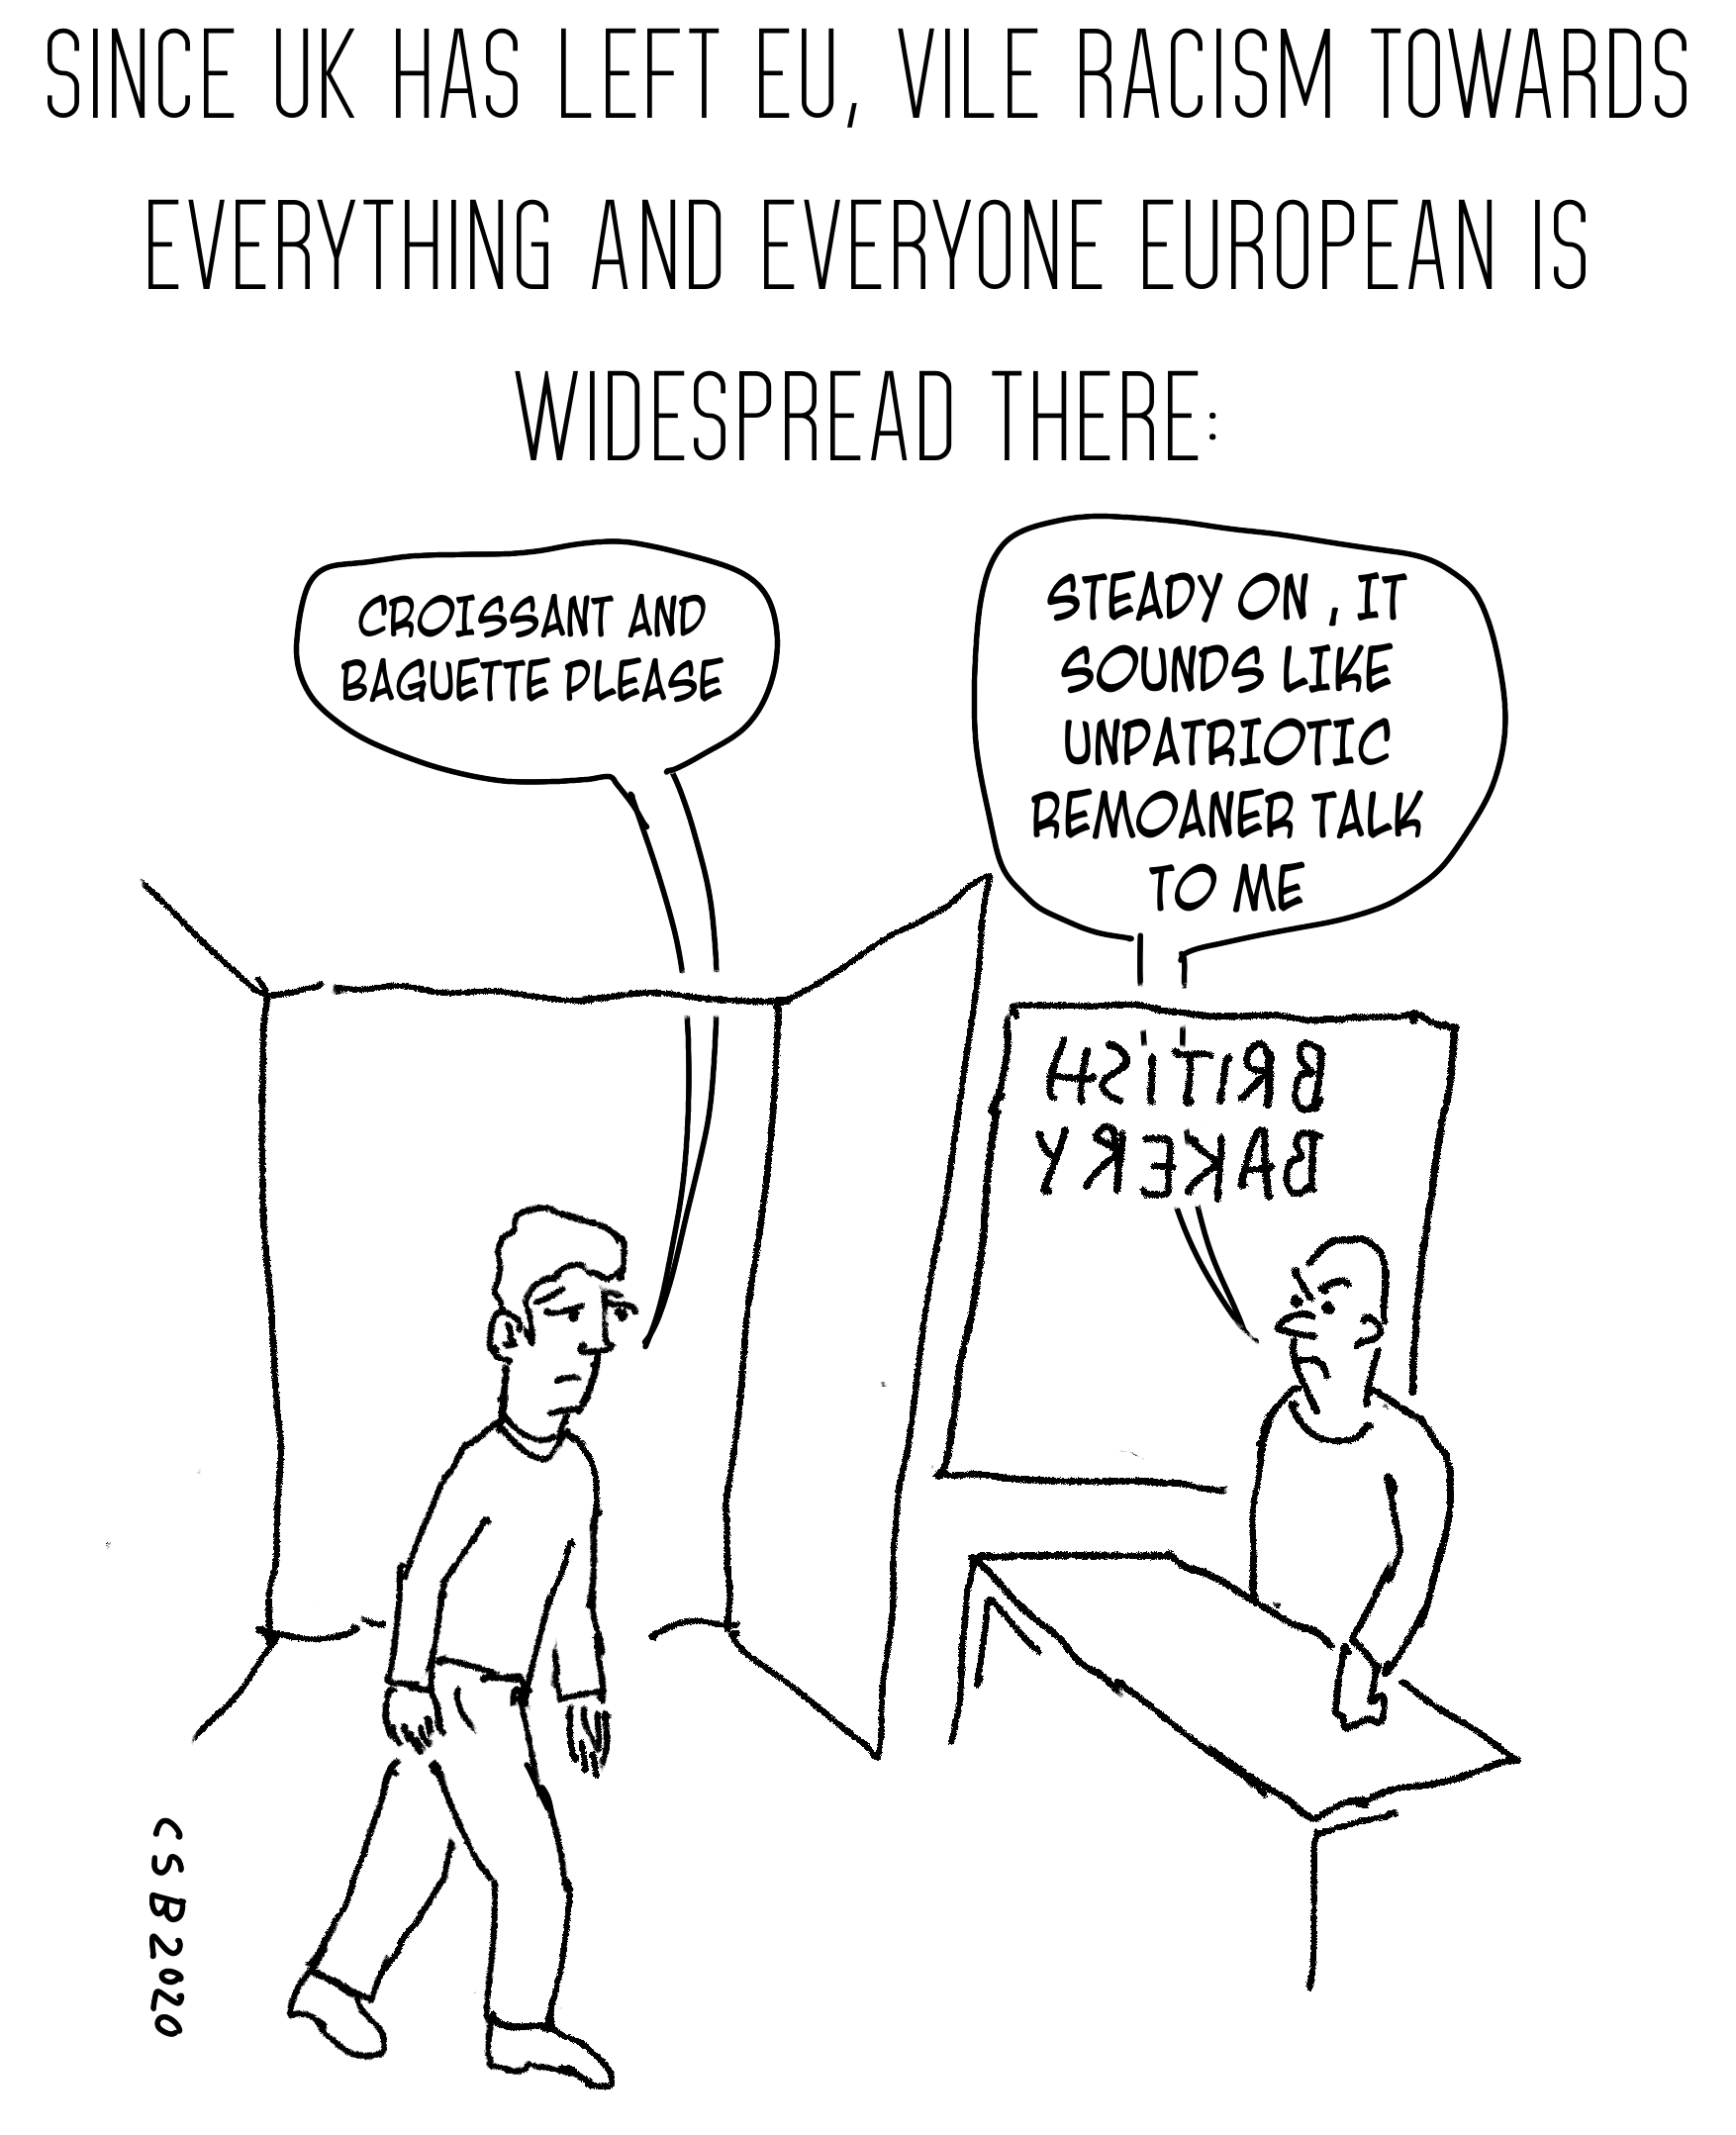 SINCE UK HAS LEFT EU, VILE RACISM TOWARDS
EVERYTHING AND EVERYONE EUROPEAN IS
WIDESPREAD THERE:
CROISSANT AND
BAGUETTE PLEASE
STEADY ON , IT
SOUNDS LIKE
UNPATRIOTIC
REMOANER TALK
TO ME
BRITISH
BAKERY
CSB2020